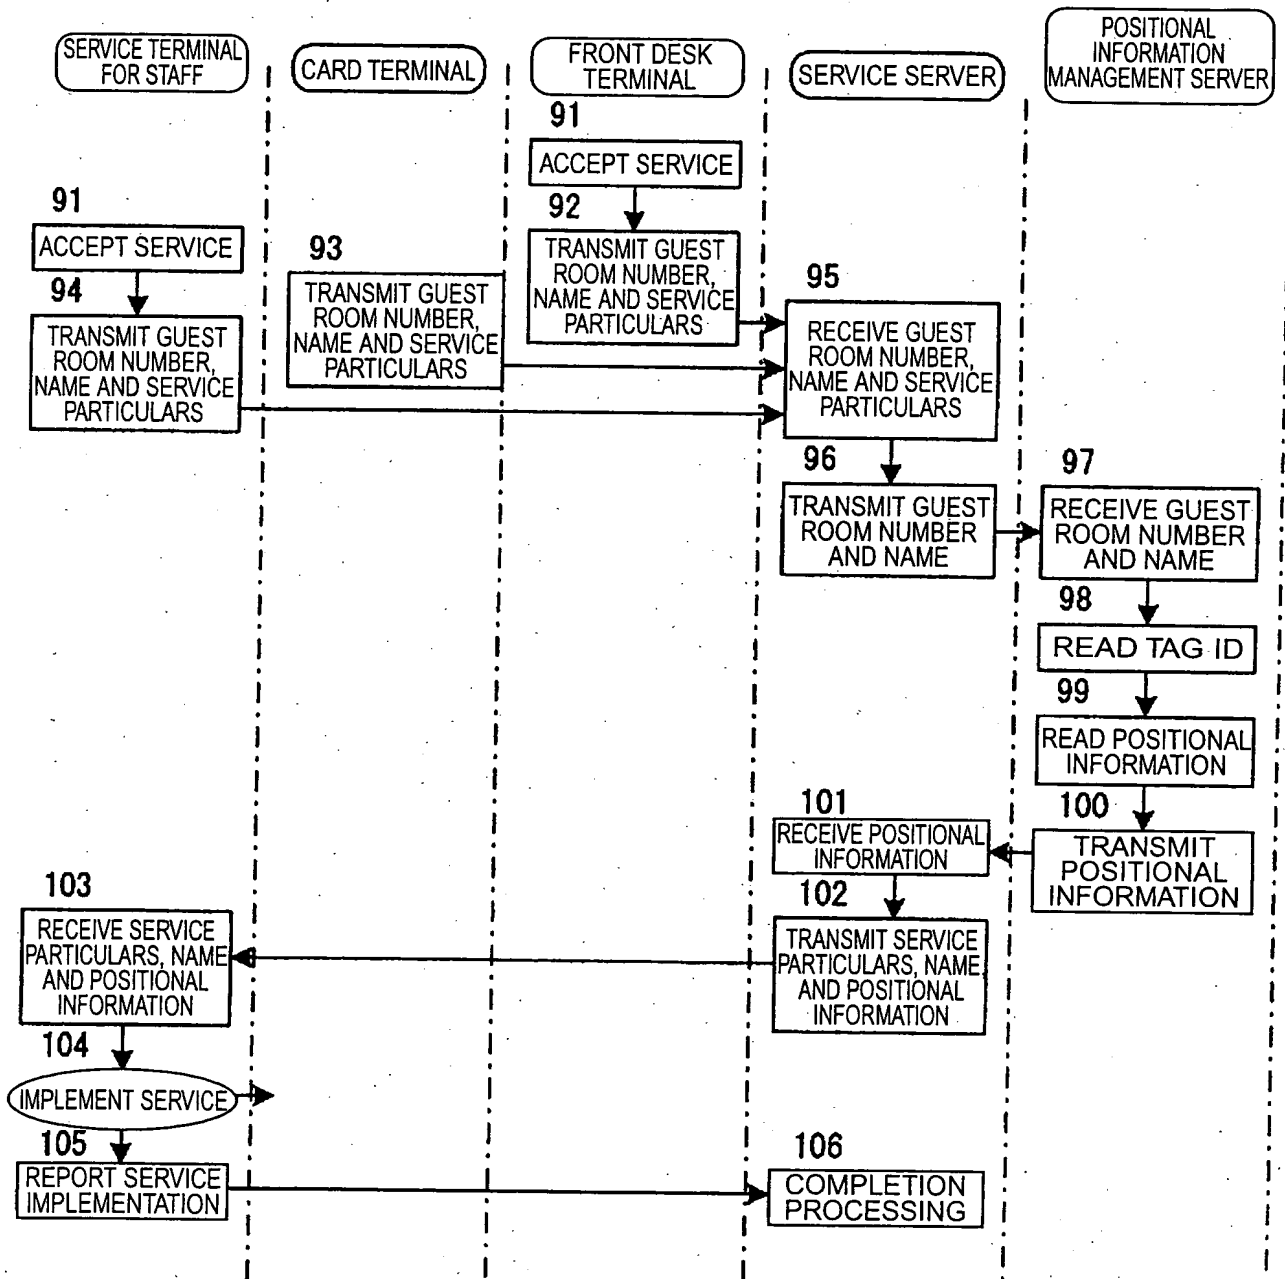 SERVICE TERMINAL
FOR STAFF
CARD TERMINAL
FRONT DESK
TERMINAL
SERVICE SERVER
POSITIONAL
INFORMATION
MANAGEMENT SERVER
91
ACCEPT SERVICE
92
TRANSMIT GUEST
ROOM NUMBER,
NAME AND SERVICE
PARTICULARS
91
ACCEPT SERVICE
94
TRANSMIT GUEST
ROOM NUMBER,
NAME AND SERVICE
PARTICULARS
93
TRANSMIT GUEST
ROOM NUMBER,
NAME AND SERVICE
PARTICULARS
95
RECEIVE GUEST
ROOM NUMBER,
NAME AND SERVICE
PARTICULARS
96
TRANSMIT GUEST
ROOM NUMBER
AND NAME
97
RECEIVE GUEST
ROOM NUMBER
AND NAME
98
READ TAG ID
99
READ POSITIONAL
INFORMATION
100
TRANSMIT
POSITIONAL
INFORMATION
101
RECEIVE POSITIONAL
INFORMATION
102
TRANSMIT SERVICE
PARTICULARS, NAME
AND POSITIONAL
INFORMATION
103
RECEIVE SERVICE
PARTICULARS, NAME
AND POSITIONAL
INFORMATION
104
IMPLEMENT SERVICE
105
REPORT SERVICE
IMPLEMENTATION
106
COMPLETION
PROCESSING